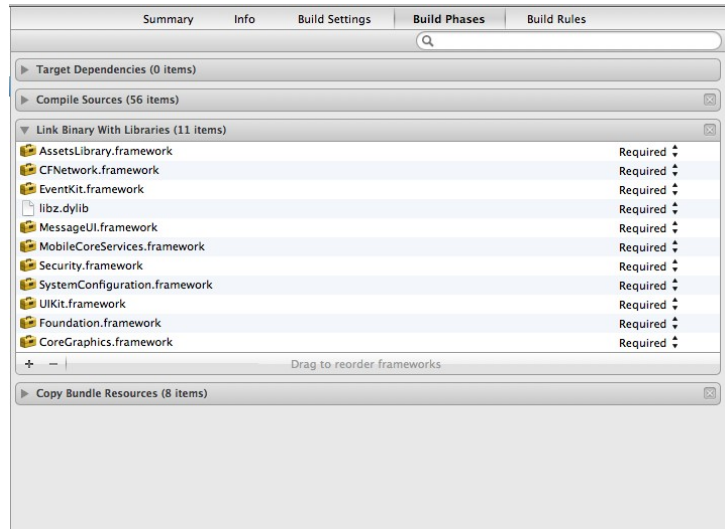 Summary Info Build Settings Build Phases Build Rules
Target Dependencies (0 items)
Compile Sources (56 items)
Link Binary With Libraries (11 items)
AssetsLibrary.framework Required
CFNetwork.framework Required
EventKit.framework Required
libz.dylib Required
MessageUI.framework Required
MobileCoreServices.framework Required
Security.framework Required
SystemConfiguration.framework Required
UIKit.framework Required
Foundation.framework Required
CoreGraphics.framework Required
+ − Drag to reorder frameworks
Copy Bundle Resources (8 items)